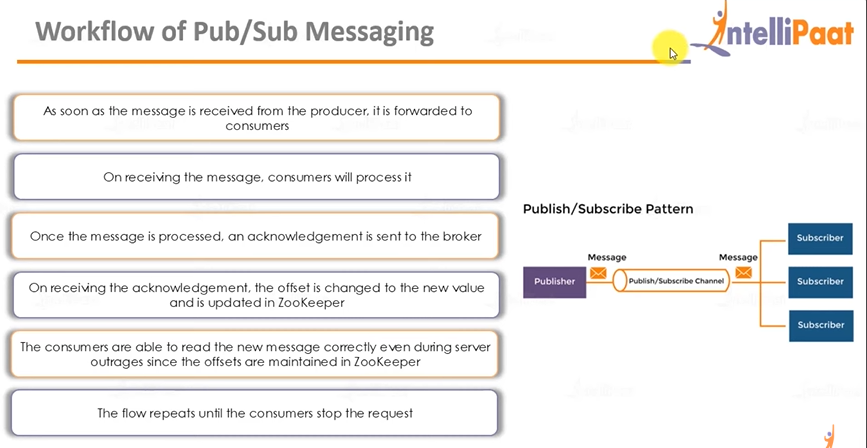 Workflow of Pub/Sub Messaging
IntelliPaat
As soon as the message is received from the producer, it is forwarded to
consumers
On receiving the message, consumers will process it
Once the message is processed, an acknowledgement is sent to the broker
On receiving the acknowledgement, the offset is changed to the new value
and is updated in ZooKeeper
The consumers are able to read the new message correctly even during server
outrages since the offsets are maintained in ZooKeeper
The flow repeats until the consumers stop the request
Publish/Subscribe Pattern
Publisher
Message
Publish/Subscribe Channel
Message
Subscriber
Subscriber
Subscriber